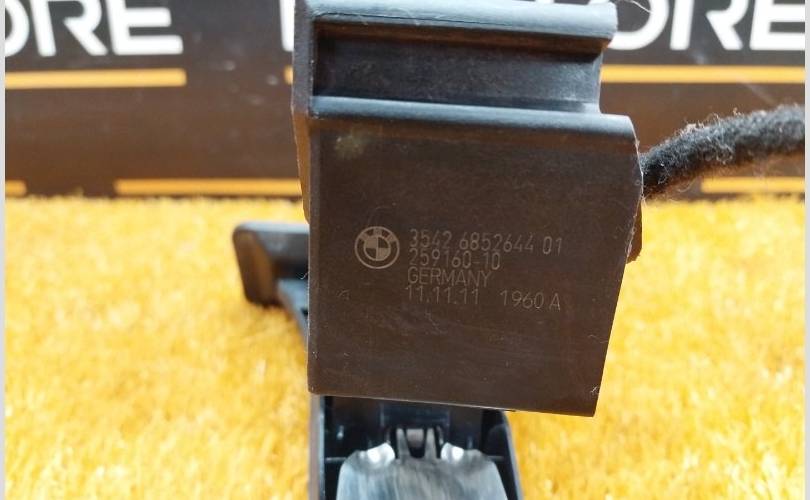 ORE
ORE
3542 6852644 01
259160-10
GERMANY
11.11.11 1960 A